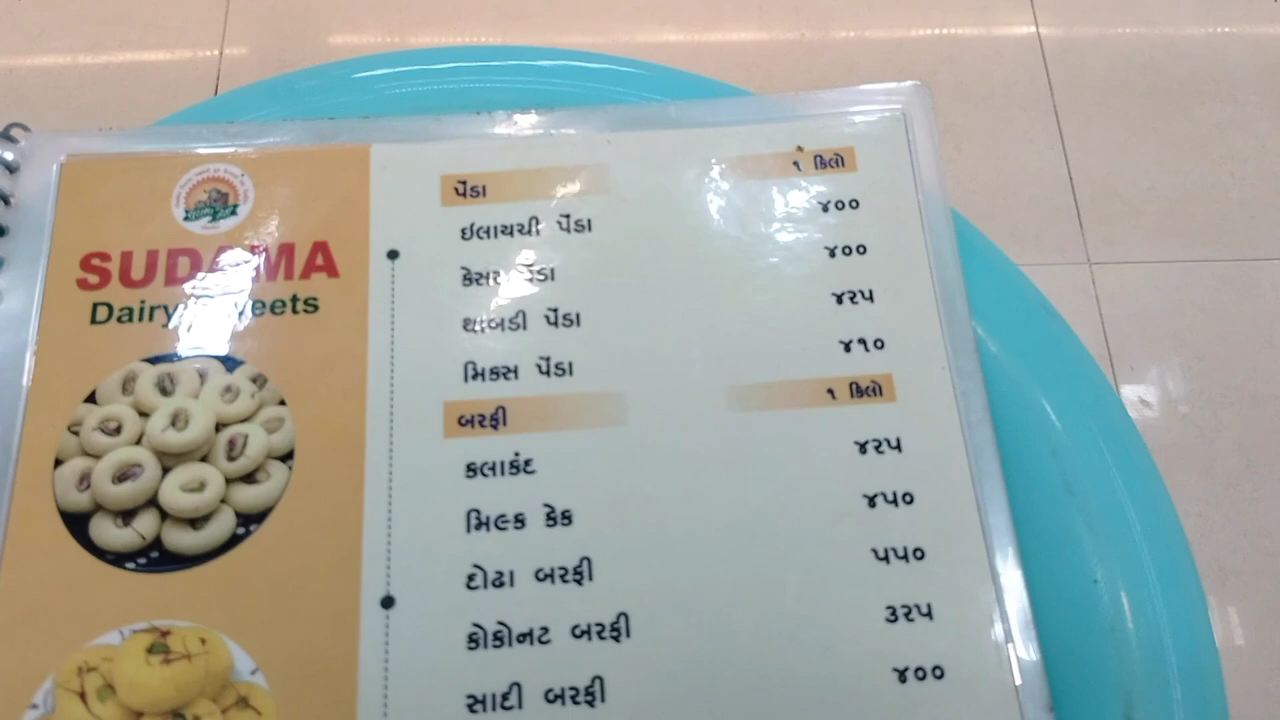 SUDAMA
Dairy Sweets
પેંડા ૧ કિલો
ઇલાયચી પેંડા ૪૦૦
કેસર પેંડા ૪૦૦
થાબડી પેંડા ૪૨૫
મિક્સ પેંડા ૪૧૦
બરફી ૧ કિલો
કલાકંદ ૪૨૫
મિલ્ક કેક ૪૫૦
દોઢા બરફી ૫૫૦
કોકોનટ બરફી ૩૨૫
સાદી બરફી ૪૦૦